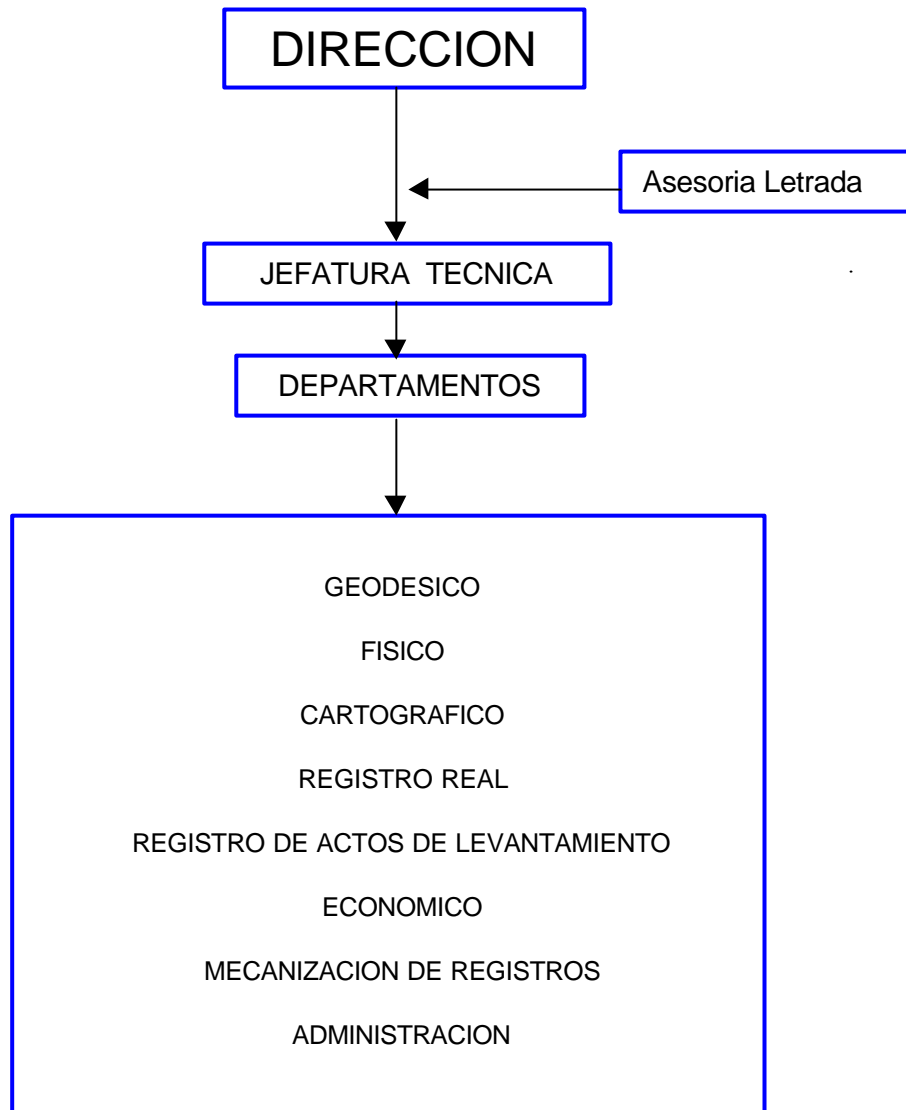 DIRECCION
Asesoria Letrada
JEFATURA TECNICA
DEPARTAMENTOS
GEODESICO
FISICO
CARTOGRAFICO
REGISTRO REAL
REGISTRO DE ACTOS DE LEVANTAMIENTO
ECONOMICO
MECANIZACION DE REGISTROS
ADMINISTRACION